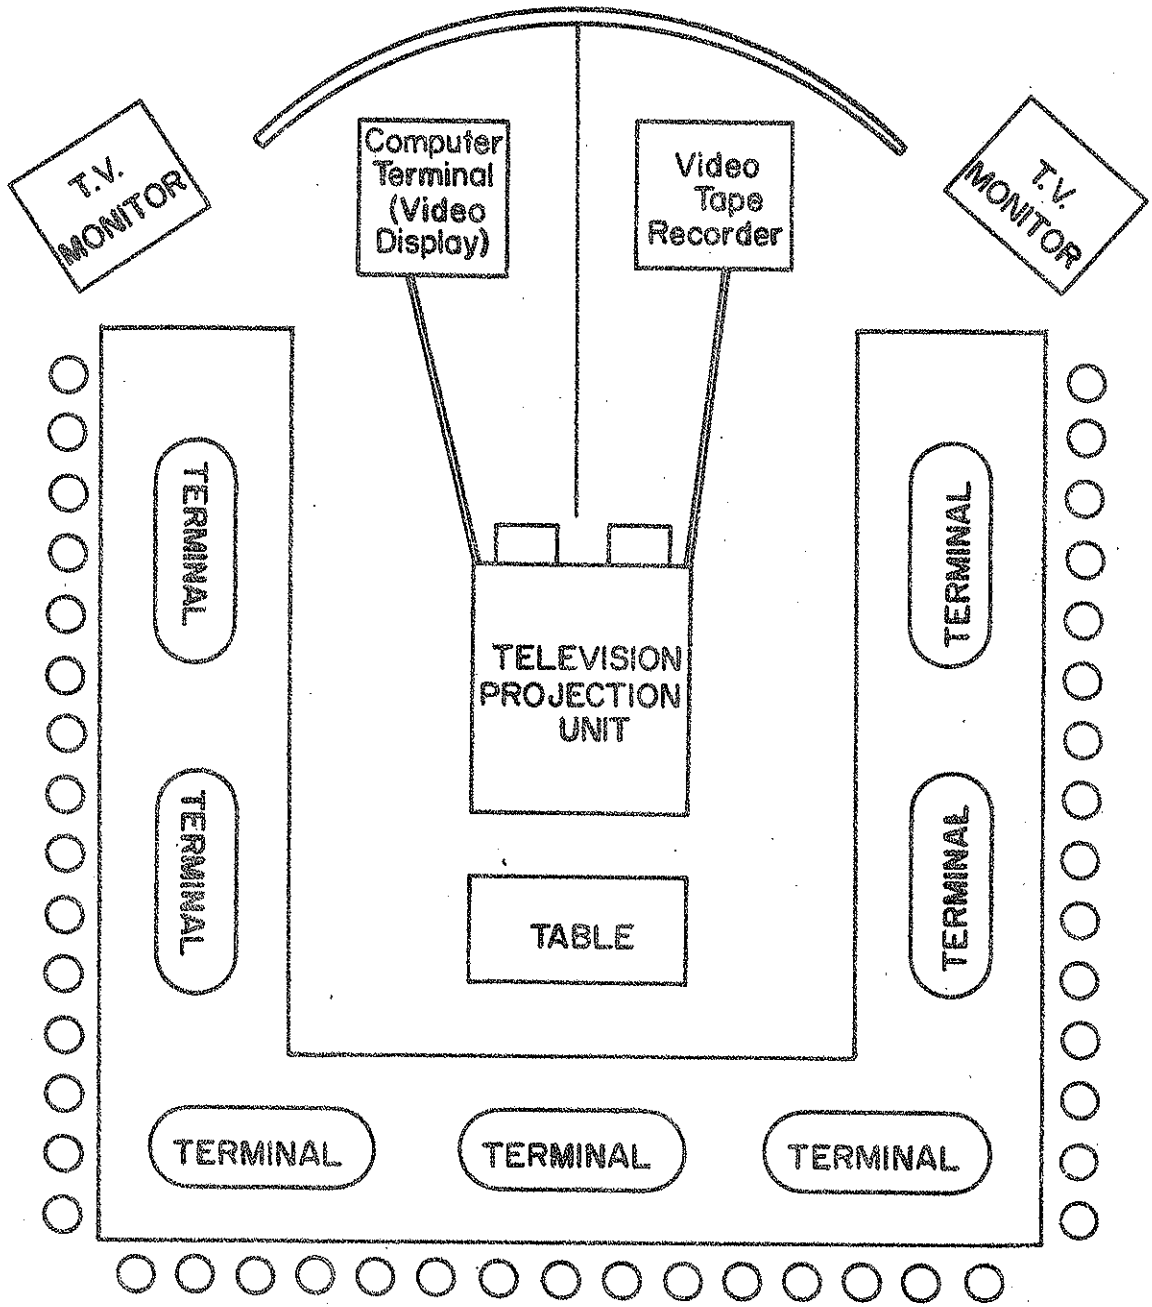 T.V.
MONITOR
Computer
Terminal
(Video
Display)
Video
Tape
Recorder
T.V.
MONITOR
TERMINAL
TERMINAL
TELEVISION
PROJECTION
UNIT
TERMINAL
TERMINAL
TABLE
TERMINAL
TERMINAL
TERMINAL